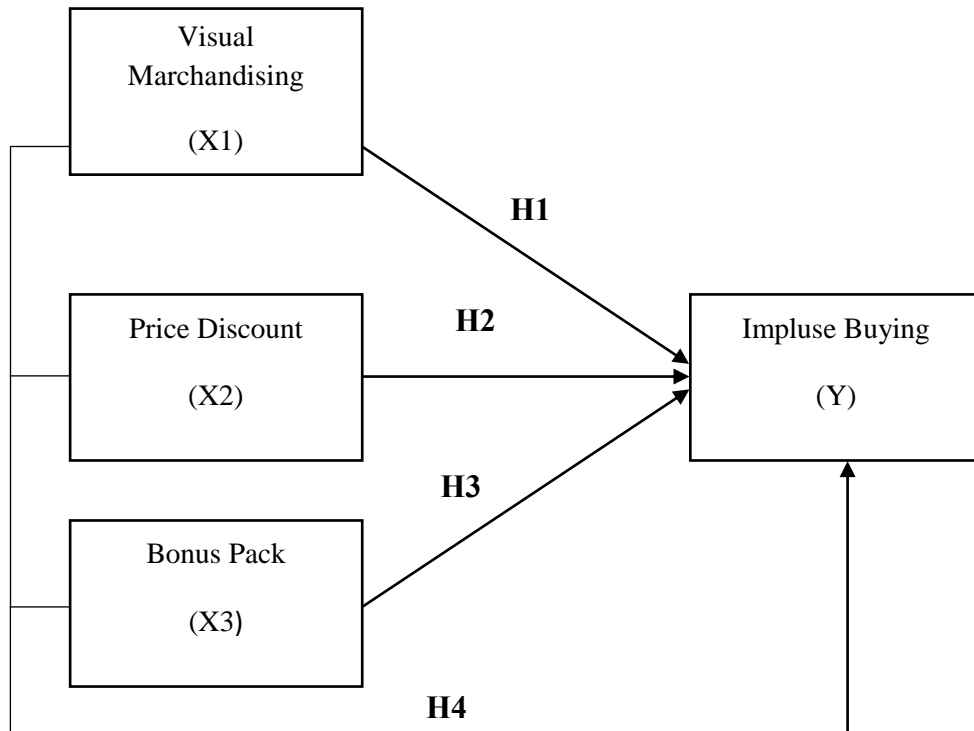 Visual
Marchandising
(X1)
H1
Price Discount
(X2)
H2
Impluse Buying
(Y)
H3
Bonus Pack
(X3)
H4